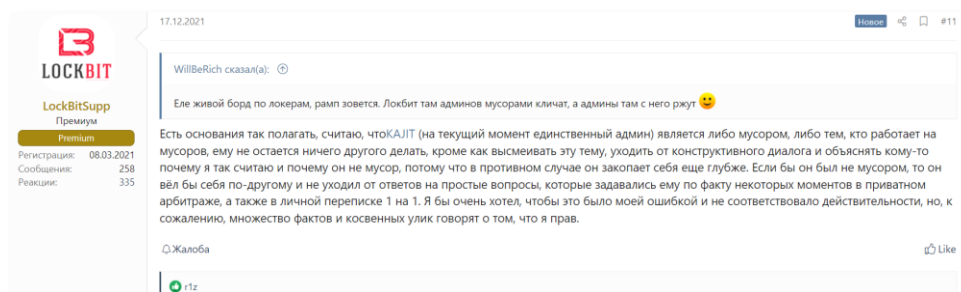 17.12.2021
Новое
#11
LOCKBIT
LockBitSupp
Премиум
Premium
Регистрация: 08.03.2021
Сообщения: 258
Реакции: 335
WillBeRich сказал(а):
Еле живой борд по локерам, рамп зовется. Локбит там админов мусорами кличат, а админы там с него ржут
Есть основания так полагать, считаю, чтоKAJIT (на текущий момент единственный админ) является либо мусором, либо тем, кто работает на
мусоров, ему не остается ничего другого делать, кроме как высмеивать эту тему, уходить от конструктивного диалога и объяснять кому-то
почему я так считаю и почему он не мусор, потому что в противном случае он закопает себя еще глубже. Если бы он был не мусором, то он
вёл бы себя по-другому и не уходил от ответов на простые вопросы, которые задавались ему по факту некоторых моментов в приватном
арбитраже, а также в личной переписке 1 на 1. Я бы очень хотел, чтобы это было моей ошибкой и не соответствовало действительности, но, к
сожалению, множество фактов и косвенных улик говорят о том, что я прав.
Жалоба
Like
r1z